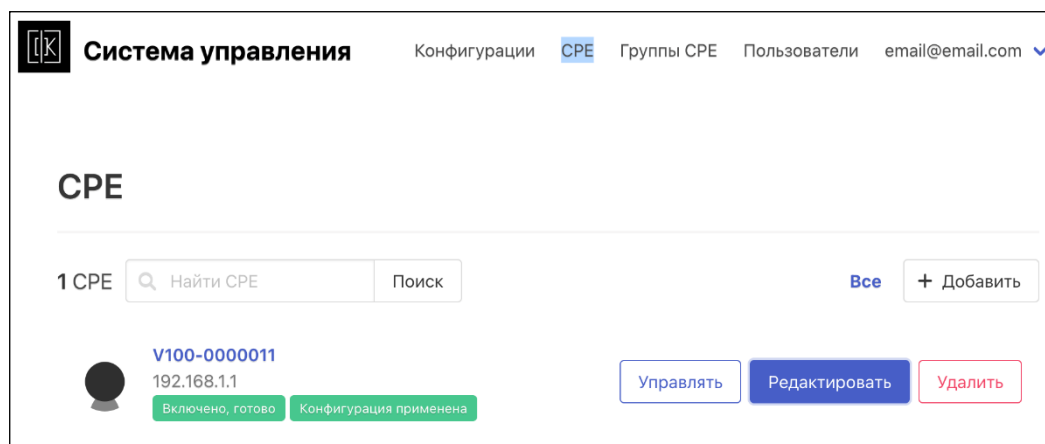 [|K Система управления Конфигурации CPE Группы CPE Пользователи email@email.com
CPE
1 CPE Найти CPE Поиск Все + Добавить
V100-0000011
192.168.1.1
Управлять Редактировать Удалить
Включено, готово Конфигурация применена